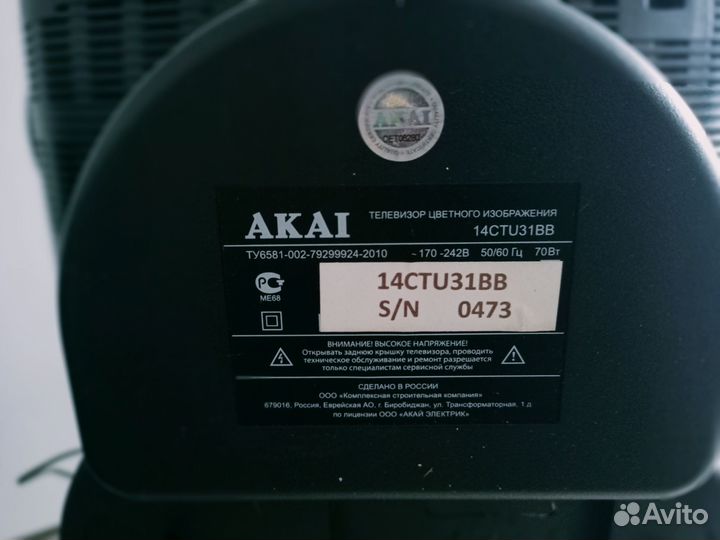 AKAI
AKAI
ТЕЛЕВИЗОР ЦВЕТНОГО ИЗОБРАЖЕНИЯ
14CTU31BB
ТУ6581-002-79299924-2010 ~170 -242В 50/60 Гц 70Вт
14CTU31BB
S/N 0473
МЕ68
ВНИМАНИЕ! ВЫСОКОЕ НАПРЯЖЕНИЕ!
Открывать заднюю крышку телевизора, проводить
техническое обслуживание и ремонт разрешается
только специалистам сервисной службы
СДЕЛАНО В РОССИИ
ООО «Комплексная строительная компания»
679016, Россия, Еврейская АО, г. Биробиджан, ул. Трансформаторная, 1.д
по лицензии ООО «АКАЙ ЭЛЕКТРИК»
Avito